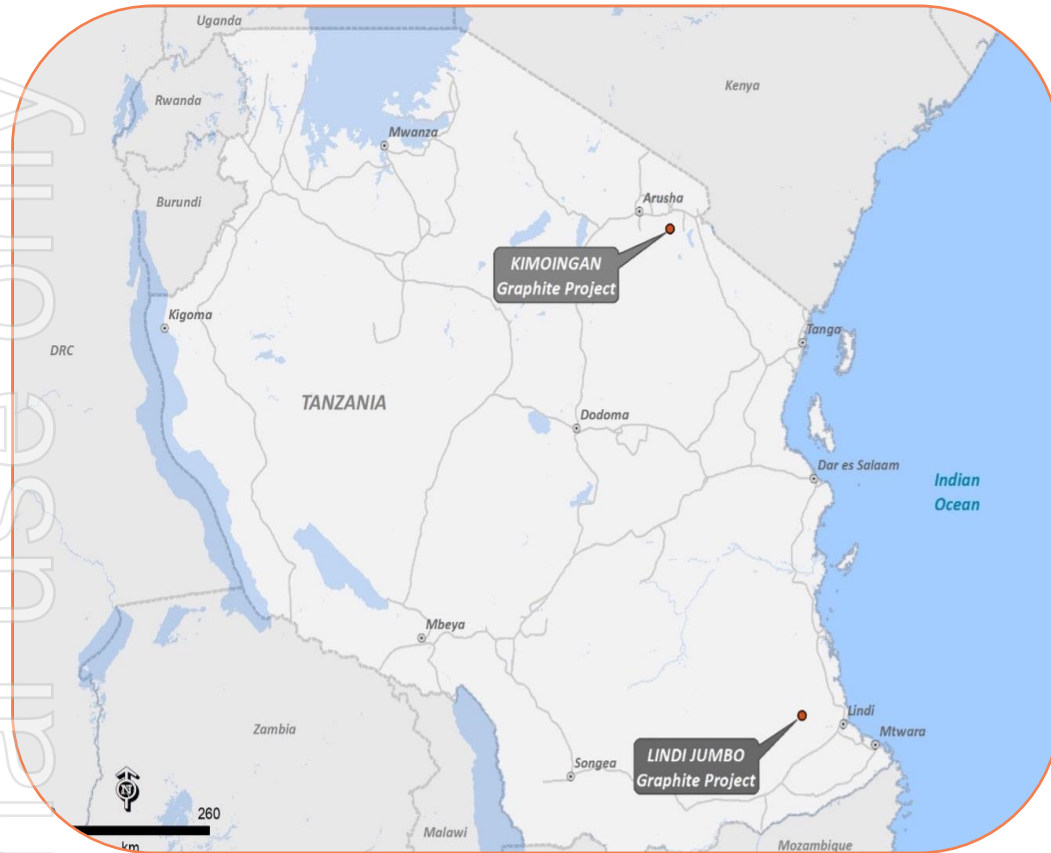 Uganda
Kenya
Rwanda
Mwanza
Burundi
Arusha
KIMOINGAN
Graphite Project
Kigoma
Tanga
DRC
TANZANIA
Dodoma
Dar es Salaam
Indian
Ocean
Mbeya
Lindi
Zambia
Mtwara
LINDI JUMBO
Graphite Project
Songea
N
260
km
Malawi
Mozambique